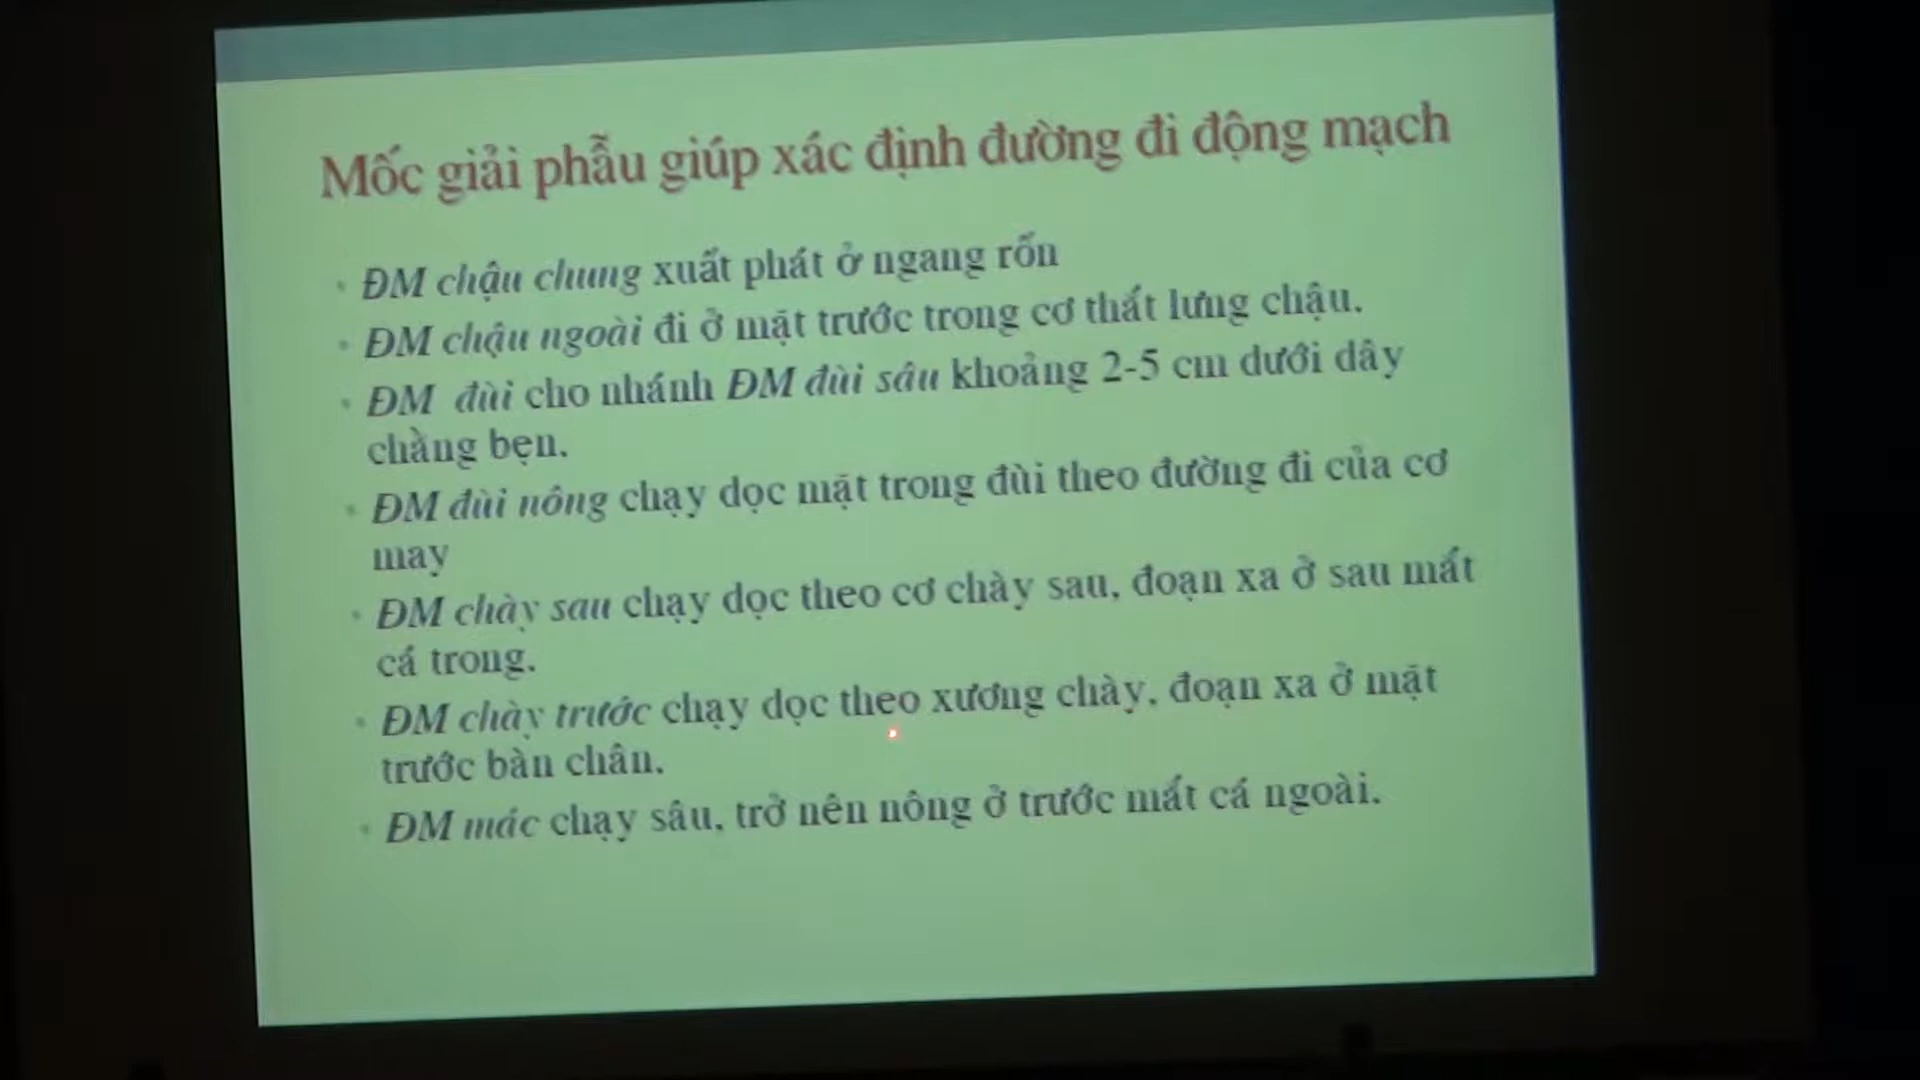 Mốc giải phẫu giúp xác định đường đi động mạch
• ĐM chậu chung xuất phát ở ngang rốn
• ĐM chậu ngoài đi ở mặt trước trong cơ thắt lưng chậu.
• ĐM đùi cho nhánh ĐM đùi sâu khoảng 2-5 cm dưới dây
chằng bẹn.
• ĐM đùi nông chạy dọc mặt trong đùi theo đường đi của cơ
may
• ĐM chày sau chạy dọc theo cơ chày sau, đoạn xa ở sau mắt
cá trong.
• ĐM chày trước chạy dọc theo xương chày, đoạn xa ở mặt
trước bàn chân.
• ĐM mác chạy sâu, trở nên nông ở trước mắt cá ngoài.